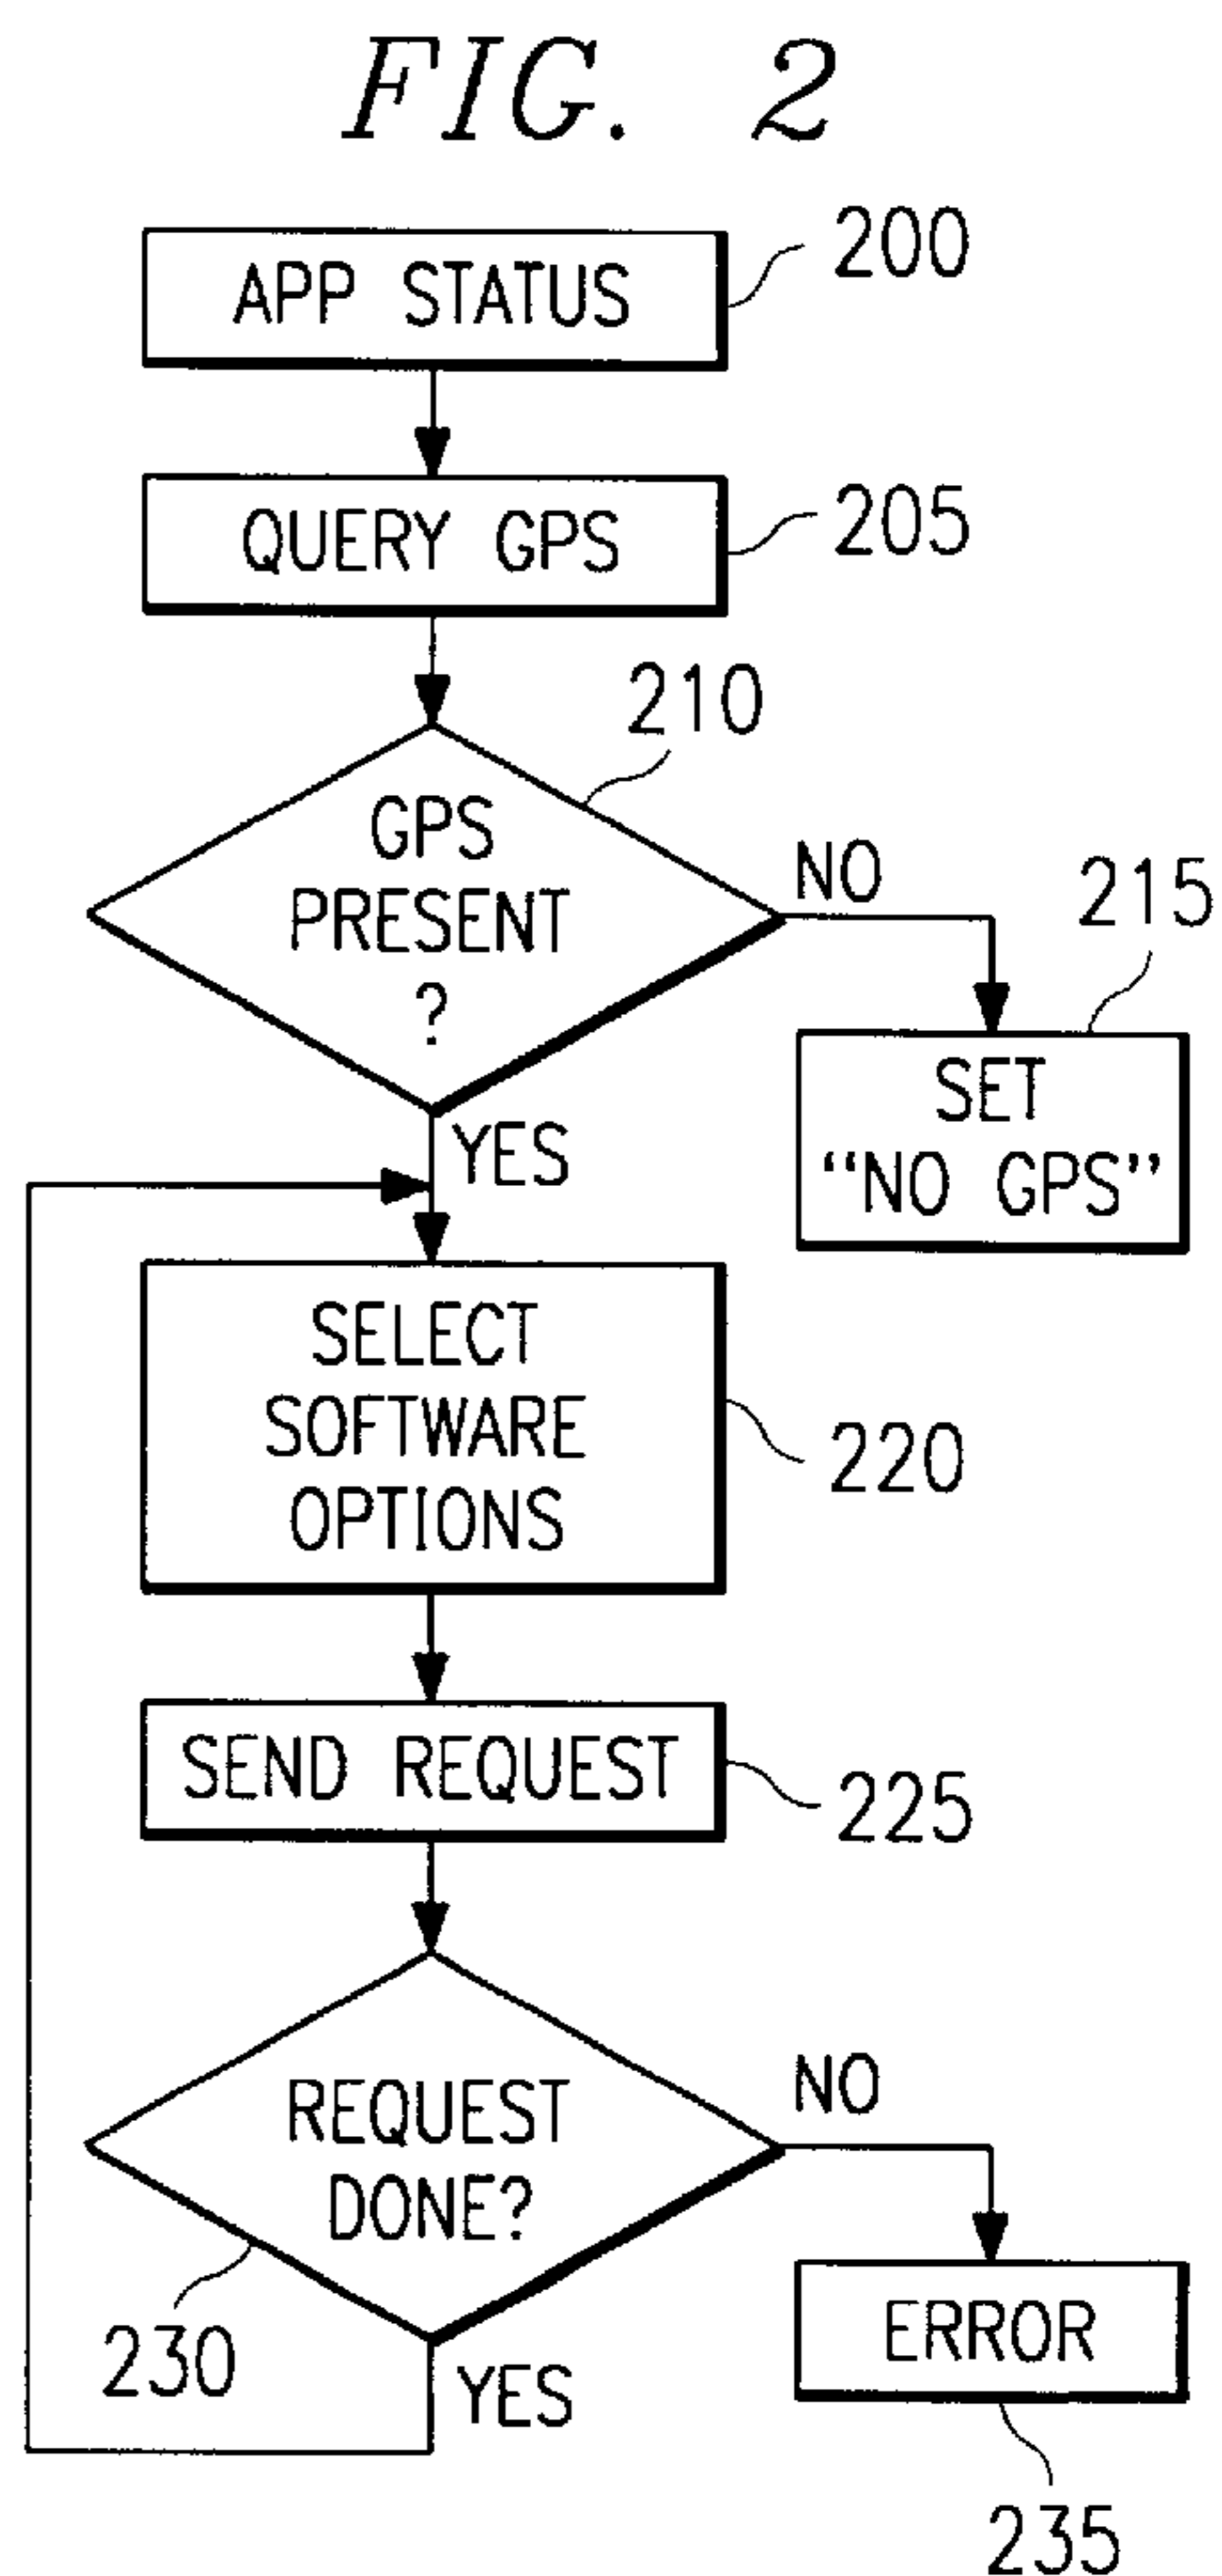 FIG. 2
APP STATUS
200
QUERY GPS
205
210
GPS
PRESENT
?
NO
215
SET
“NO GPS”
YES
SELECT
SOFTWARE
OPTIONS
220
SEND REQUEST
225
REQUEST
DONE?
NO
230
YES
ERROR
235